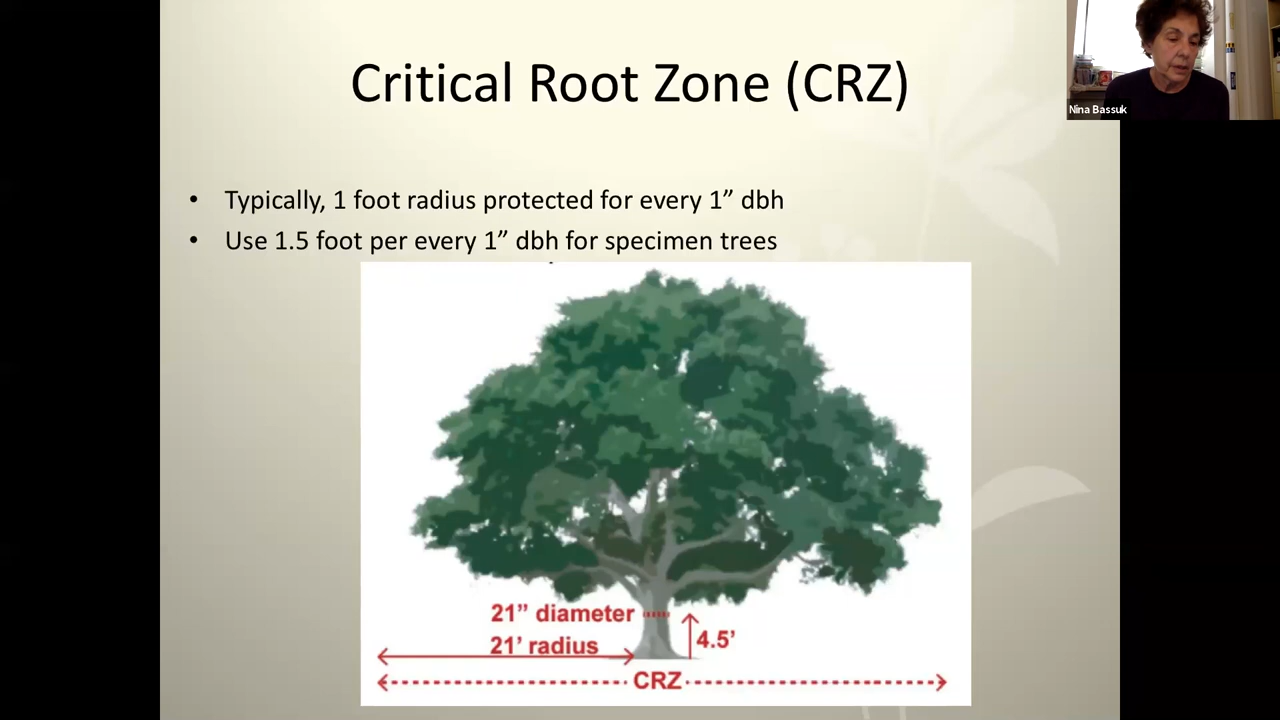 Critical Root Zone (CRZ)
Nina Bassuk
• Typically, 1 foot radius protected for every 1” dbh
• Use 1.5 foot per every 1” dbh for specimen trees
21” diameter
21’ radius
4.5’
CRZ